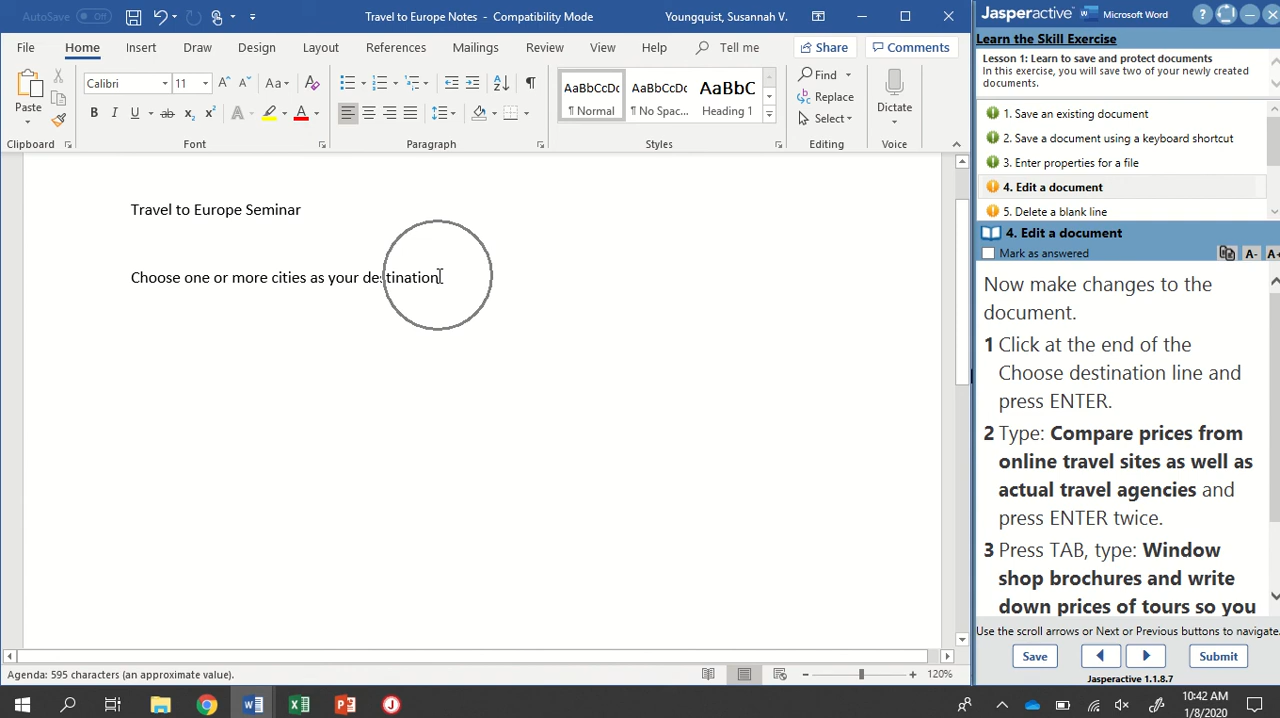 AutoSave Off Travel to Europe Notes - Compatibility Mode Youngquist, Susannah V.
File Home Insert Draw Design Layout References Mailings Review View Help Tell me Share Comments
Paste
Calibri 11
Aa
B I U ab x₂ x² A A
AaBbCcDc AaBbCcDc AaBbC
¶ Normal ¶ No Spac... Heading 1
Find
Replace
Select
Dictate
Clipboard Font Paragraph Styles Editing Voice
Travel to Europe Seminar
Choose one or more cities as your destination
Agenda: 595 characters (an approximate value).
120%
Jasperactive Microsoft Word
Learn the Skill Exercise
Lesson 1: Learn to save and protect documents
In this exercise, you will save two of your newly created
documents.
1. Save an existing document
2. Save a document using a keyboard shortcut
3. Enter properties for a file
4. Edit a document
5. Delete a blank line
4. Edit a document
Mark as answered
A- A+
Now make changes to the
document.
1 Click at the end of the
Choose destination line and
press ENTER.
2 Type: Compare prices from
online travel sites as well as
actual travel agencies and
press ENTER twice.
3 Press TAB, type: Window
shop brochures and write
down prices of tours so you
Use the scroll arrows or Next or Previous buttons to navigate.
Save Submit
Jasperactive 1.1.8.7
10:42 AM
1/8/2020